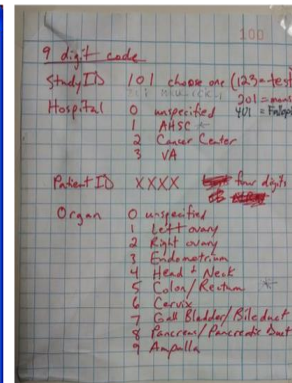 100
9 digit code
Study ID 101 choose one (123=test
201 = mans
Hospital 0 unspecified 401 =
1 AHSC *
2 Cancer Center
3 VA
Patient ID XXXX four digits
Organ 0 unspecified
1 Left ovary
2 Right ovary
3 Endometrium
4 Head + Neck
5 Colon/Rectum *
6 Cervix
7 Gall Bladder/Bile duct
8 Pancreas/Pancreatic Duct
9 Ampulla